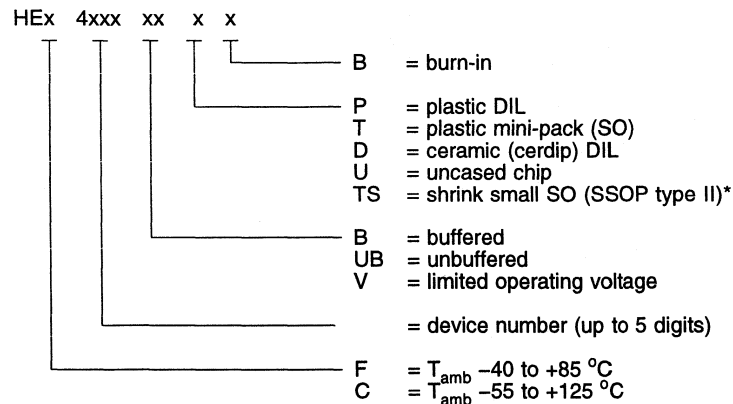 HEx 4xxx xx x x
B = burn-in
P = plastic DIL
T = plastic mini-pack (SO)
D = ceramic (cerdip) DIL
U = uncased chip
TS = shrink small SO (SSOP type II)*
B = buffered
UB = unbuffered
V = limited operating voltage
= device number (up to 5 digits)
F = Tamb –40 to +85 °C
C = Tamb –55 to +125 °C